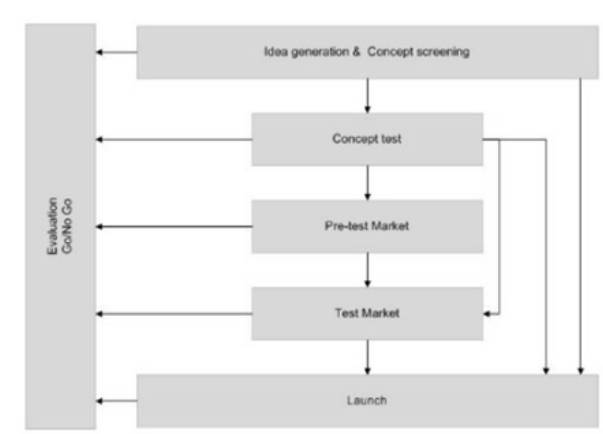 Idea generation & Concept screening
Concept test
Evaluation
Go/No Go
Pre-test Market
Test Market
Launch